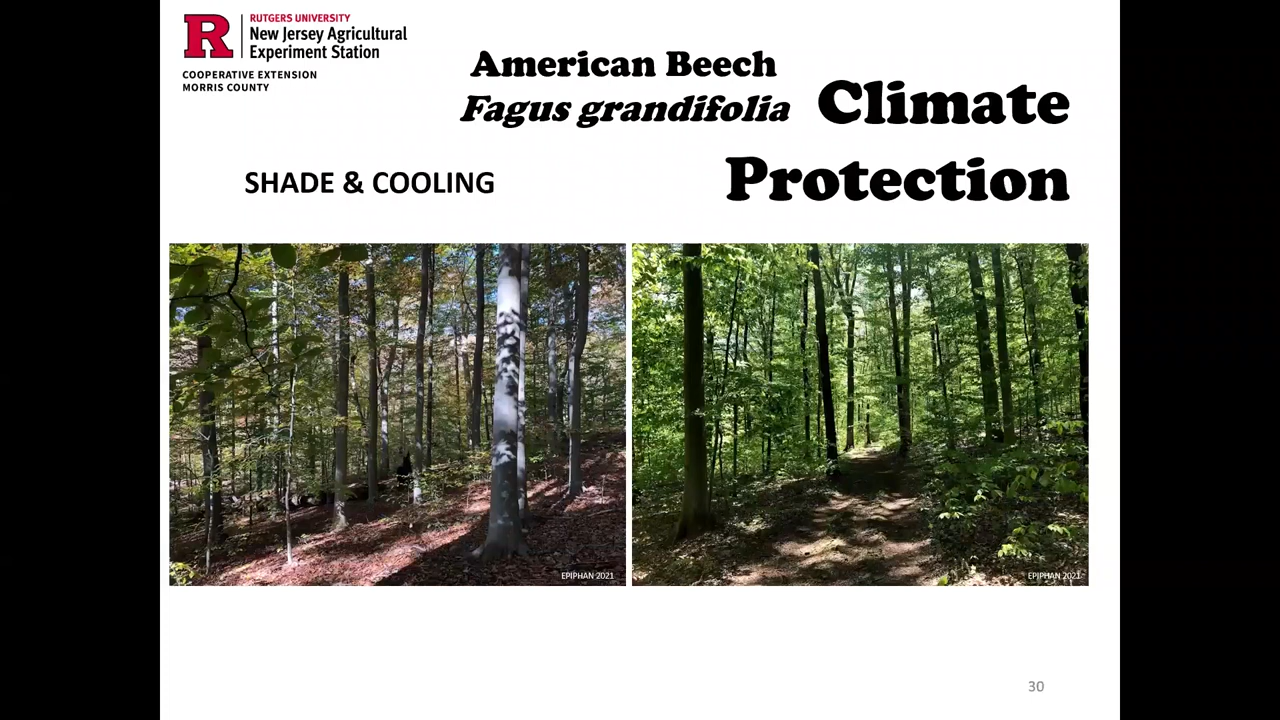 RUTGERS UNIVERSITY
New Jersey Agricultural
Experiment Station
COOPERATIVE EXTENSION
MORRIS COUNTY
American Beech
Fagus grandifolia
Climate
Protection
SHADE & COOLING
EPIPHAN 2021
EPIPHAN 2021
30